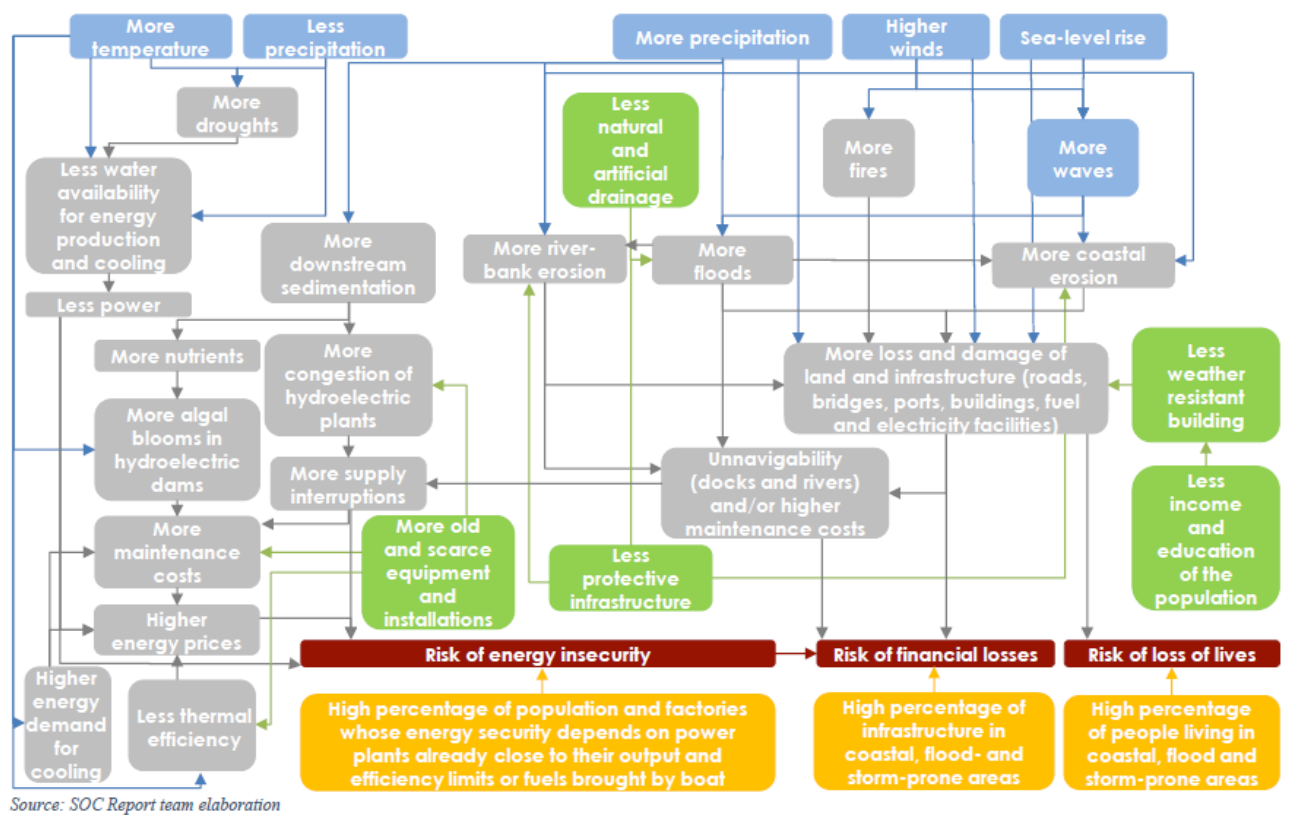 More
temperature
Less
precipitation
More precipitation
Higher
winds
Sea-level rise
More
droughts
Less
natural
and
artificial
drainage
More
fires
More
waves
Less water
availability
for energy
production
and cooling
More
downstream
sedimentation
More river-
bank erosion
More
floods
More coastal
erosion
Less power
More nutrients
More
congestion of
hydroelectric
plants
More loss and damage of
land and infrastructure (roads,
bridges, ports, buildings, fuel
and electricity facilities)
Less
weather
resistant
building
More algal
blooms in
hydroelectric
dams
More supply
interruptions
Unnavigability
(docks and rivers)
and/or higher
maintenance costs
Less
income
and
education
of the
population
More
maintenance
costs
More old
and scarce
equipment
and
installations
Less
protective
infrastructure
Higher
energy prices
Risk of energy insecurity
Risk of financial losses
Risk of loss of lives
Higher
energy
demand
for
cooling
Less thermal
efficiency
High percentage of population and factories
whose energy security depends on power
plants already close to their output and
efficiency limits or fuels brought by boat
High percentage of
infrastructure in
coastal, flood- and
storm-prone areas
High percentage
of people living in
coastal, flood and
storm-prone areas
Source: SOC Report team elaboration